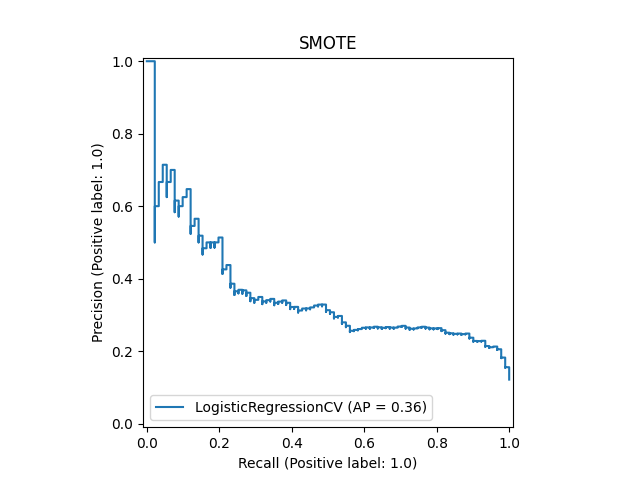 SMOTE
Precision (Positive label: 1.0)
1.0
0.8
0.6
0.4
0.2
0.0
LogisticRegressionCV (AP = 0.36)
0.0 0.2 0.4 0.6 0.8 1.0
Recall (Positive label: 1.0)